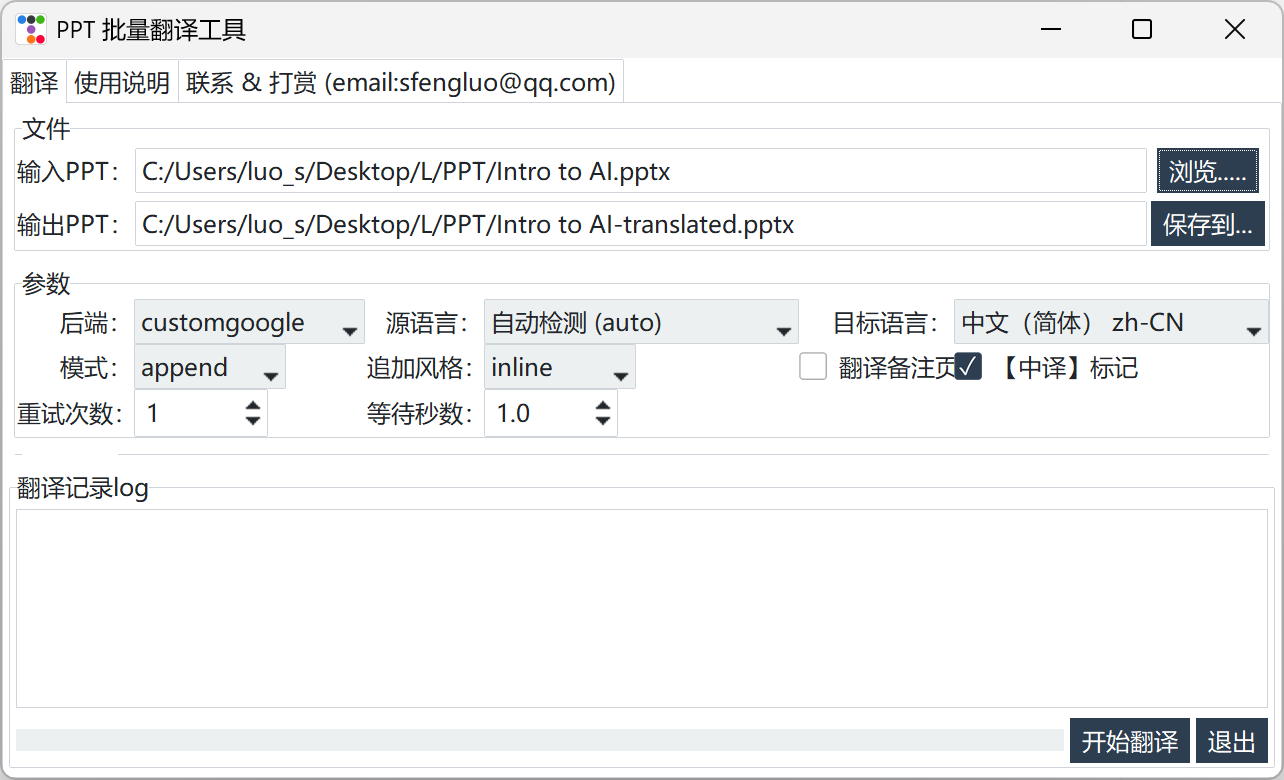 PPT 批量翻译工具
翻译 使用说明 联系 & 打赏 (email:sfengluo@qq.com)
文件
输入PPT： C:/Users/luo_s/Desktop/L/PPT/Intro to AI.pptx 浏览.....
输出PPT： C:/Users/luo_s/Desktop/L/PPT/Intro to AI-translated.pptx 保存到...
参数
后端： customgoogle 源语言： 自动检测 (auto) 目标语言： 中文（简体） zh-CN
模式： append 追加风格： inline 翻译备注页 【中译】标记
重试次数： 1 等待秒数： 1.0
翻译记录log
开始翻译 退出